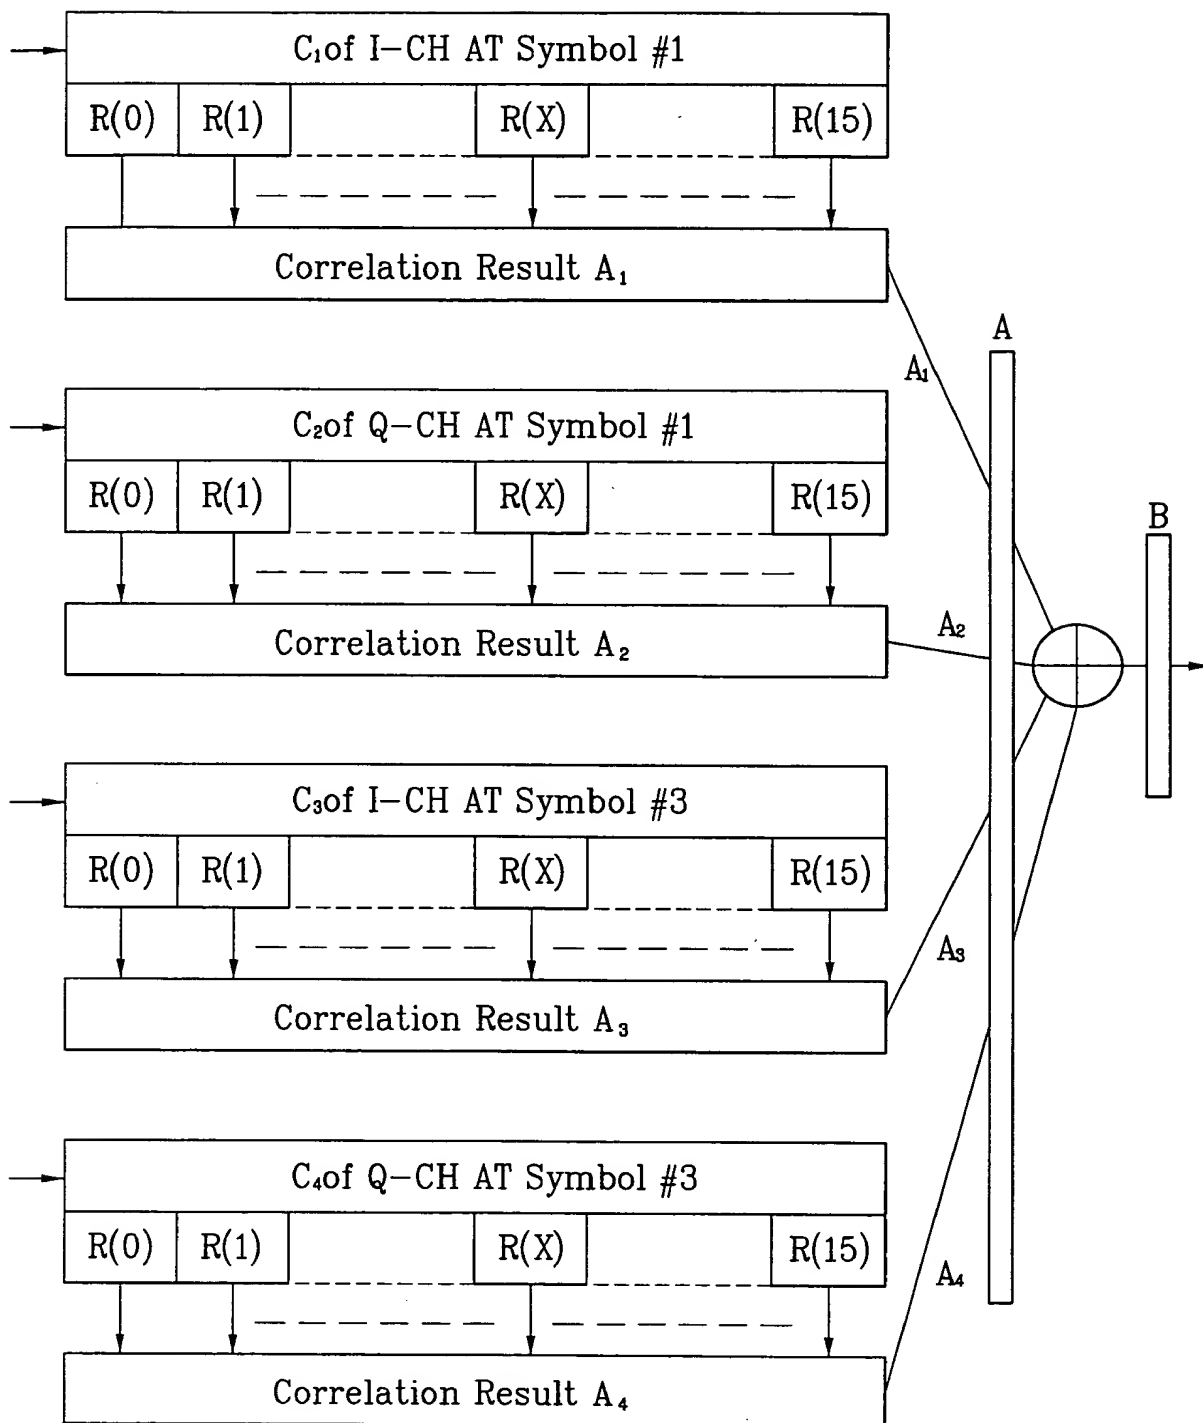 C₁of I-CH AT Symbol #1
R(0) R(1) R(X) R(15)
Correlation Result A₁
A₁
A
C₂of Q-CH AT Symbol #1
R(0) R(1) R(X) R(15)
Correlation Result A₂
A₂
B
C₃of I-CH AT Symbol #3
R(0) R(1) R(X) R(15)
Correlation Result A₃
A₃
C₄of Q-CH AT Symbol #3
R(0) R(1) R(X) R(15)
Correlation Result A₄
A₄